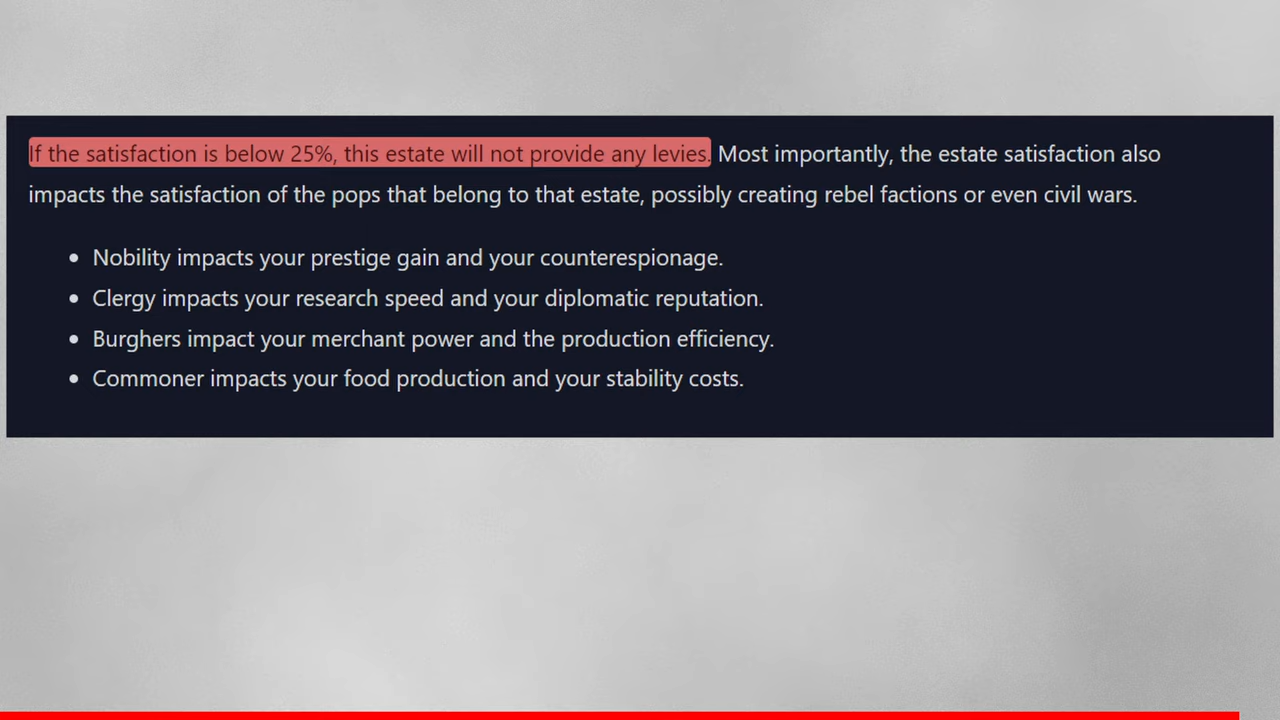 If the satisfaction is below 25%, this estate will not provide any levies. Most importantly, the estate satisfaction also
impacts the satisfaction of the pops that belong to that estate, possibly creating rebel factions or even civil wars.
• Nobility impacts your prestige gain and your counterespionage.
• Clergy impacts your research speed and your diplomatic reputation.
• Burghers impact your merchant power and the production efficiency.
• Commoner impacts your food production and your stability costs.